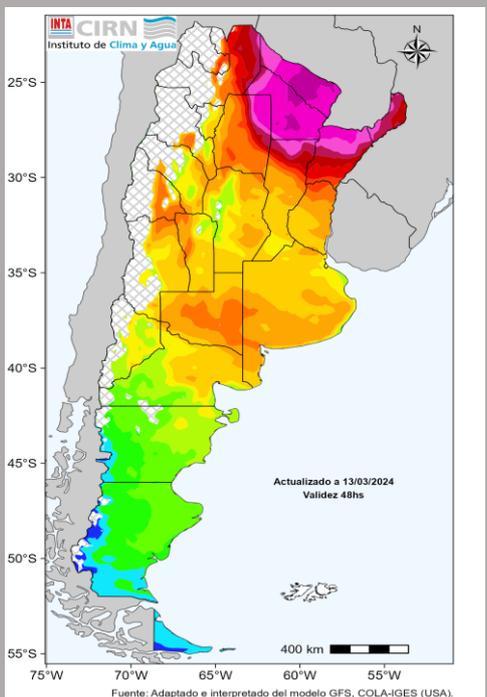 INTA CIRN
Instituto de Clima y Agua
N
25°S
30°S
35°S
40°S
45°S
50°S
55°S
Actualizado a 13/03/2024
Validez 48hs
400 km
75°W 70°W 65°W 60°W 55°W
Fuente: Adaptado e interpretado del modelo GFS, COLA-IGES (USA).